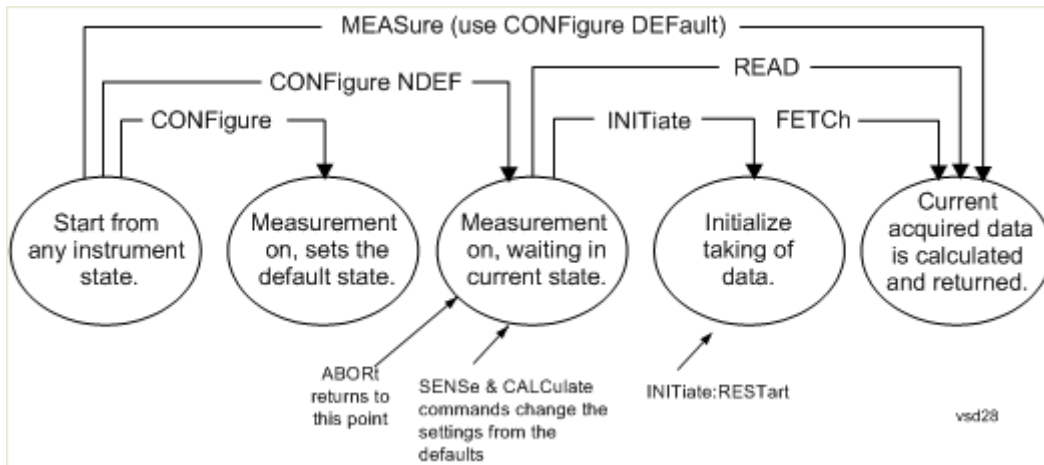 MEASure (use CONFigure DEFault)
CONFigure NDEF
READ
CONFigure
INITiate
FETCh
Start from
any instrument
state.
Measurement
on, sets the
default state.
Measurement
on, waiting in
current state.
Initialize
taking of
data.
Current
acquired data
is calculated
and returned.
ABORt
returns to
this point
SENSe & CALCulate
commands change the
settings from the
defaults
INITiate:RESTart
vsd28